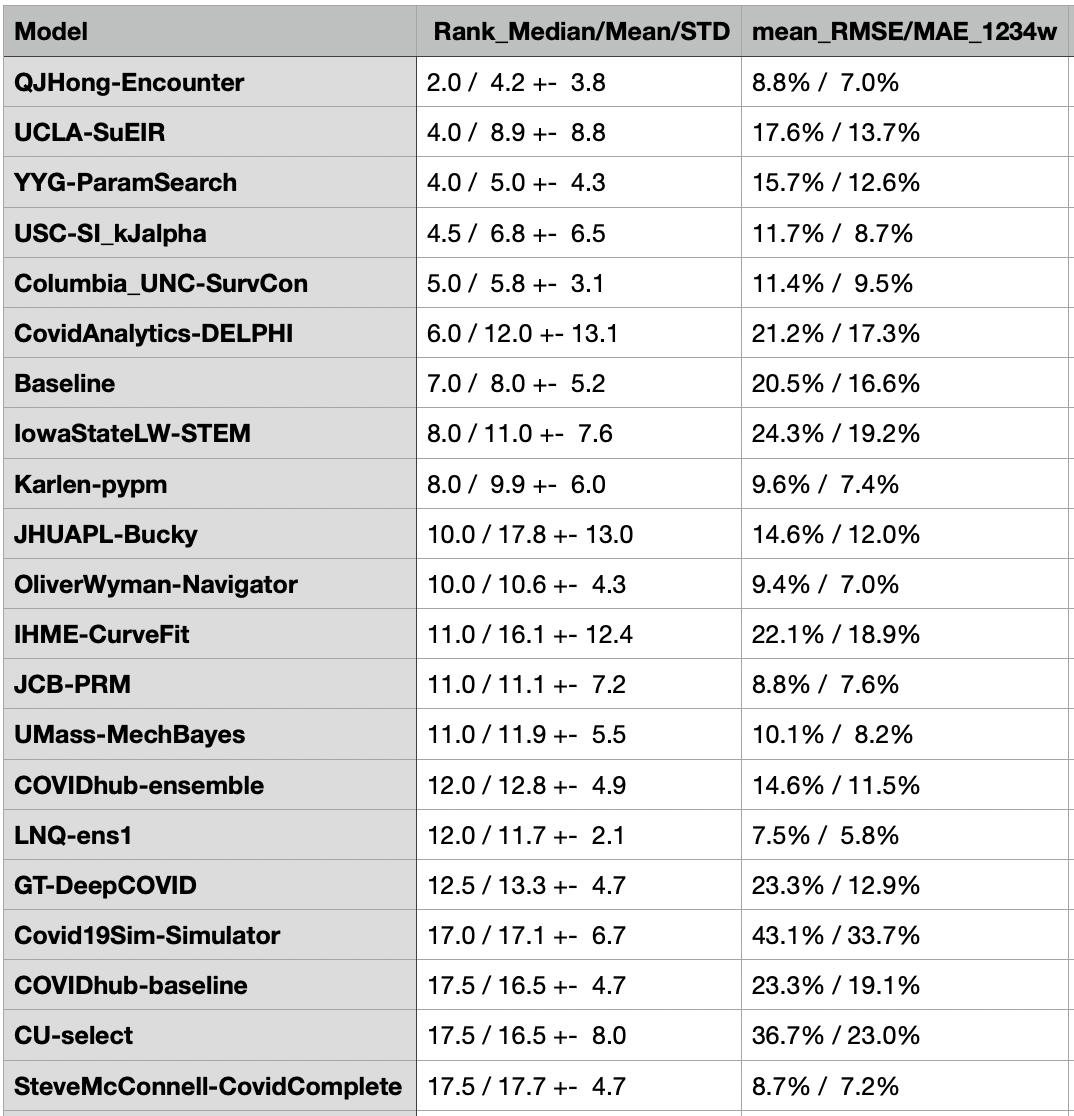 Model Rank_Median/Mean/STD mean_RMSE/MAE_1234w
QJHong-Encounter 2.0 / 4.2 +- 3.8 8.8% / 7.0%
UCLA-SuEIR 4.0 / 8.9 +- 8.8 17.6% / 13.7%
YYG-ParamSearch 4.0 / 5.0 +- 4.3 15.7% / 12.6%
USC-SI_kJalpha 4.5 / 6.8 +- 6.5 11.7% / 8.7%
Columbia_UNC-SurvCon 5.0 / 5.8 +- 3.1 11.4% / 9.5%
CovidAnalytics-DELPHI 6.0 / 12.0 +- 13.1 21.2% / 17.3%
Baseline 7.0 / 8.0 +- 5.2 20.5% / 16.6%
IowaStateLW-STEM 8.0 / 11.0 +- 7.6 24.3% / 19.2%
Karlen-pypm 8.0 / 9.9 +- 6.0 9.6% / 7.4%
JHUAPL-Bucky 10.0 / 17.8 +- 13.0 14.6% / 12.0%
OliverWyman-Navigator 10.0 / 10.6 +- 4.3 9.4% / 7.0%
IHME-CurveFit 11.0 / 16.1 +- 12.4 22.1% / 18.9%
JCB-PRM 11.0 / 11.1 +- 7.2 8.8% / 7.6%
UMass-MechBayes 11.0 / 11.9 +- 5.5 10.1% / 8.2%
COVIDhub-ensemble 12.0 / 12.8 +- 4.9 14.6% / 11.5%
LNQ-ens1 12.0 / 11.7 +- 2.1 7.5% / 5.8%
GT-DeepCOVID 12.5 / 13.3 +- 4.7 23.3% / 12.9%
Covid19Sim-Simulator 17.0 / 17.1 +- 6.7 43.1% / 33.7%
COVIDhub-baseline 17.5 / 16.5 +- 4.7 23.3% / 19.1%
CU-select 17.5 / 16.5 +- 8.0 36.7% / 23.0%
SteveMcConnell-CovidComplete 17.5 / 17.7 +- 4.7 8.7% / 7.2%